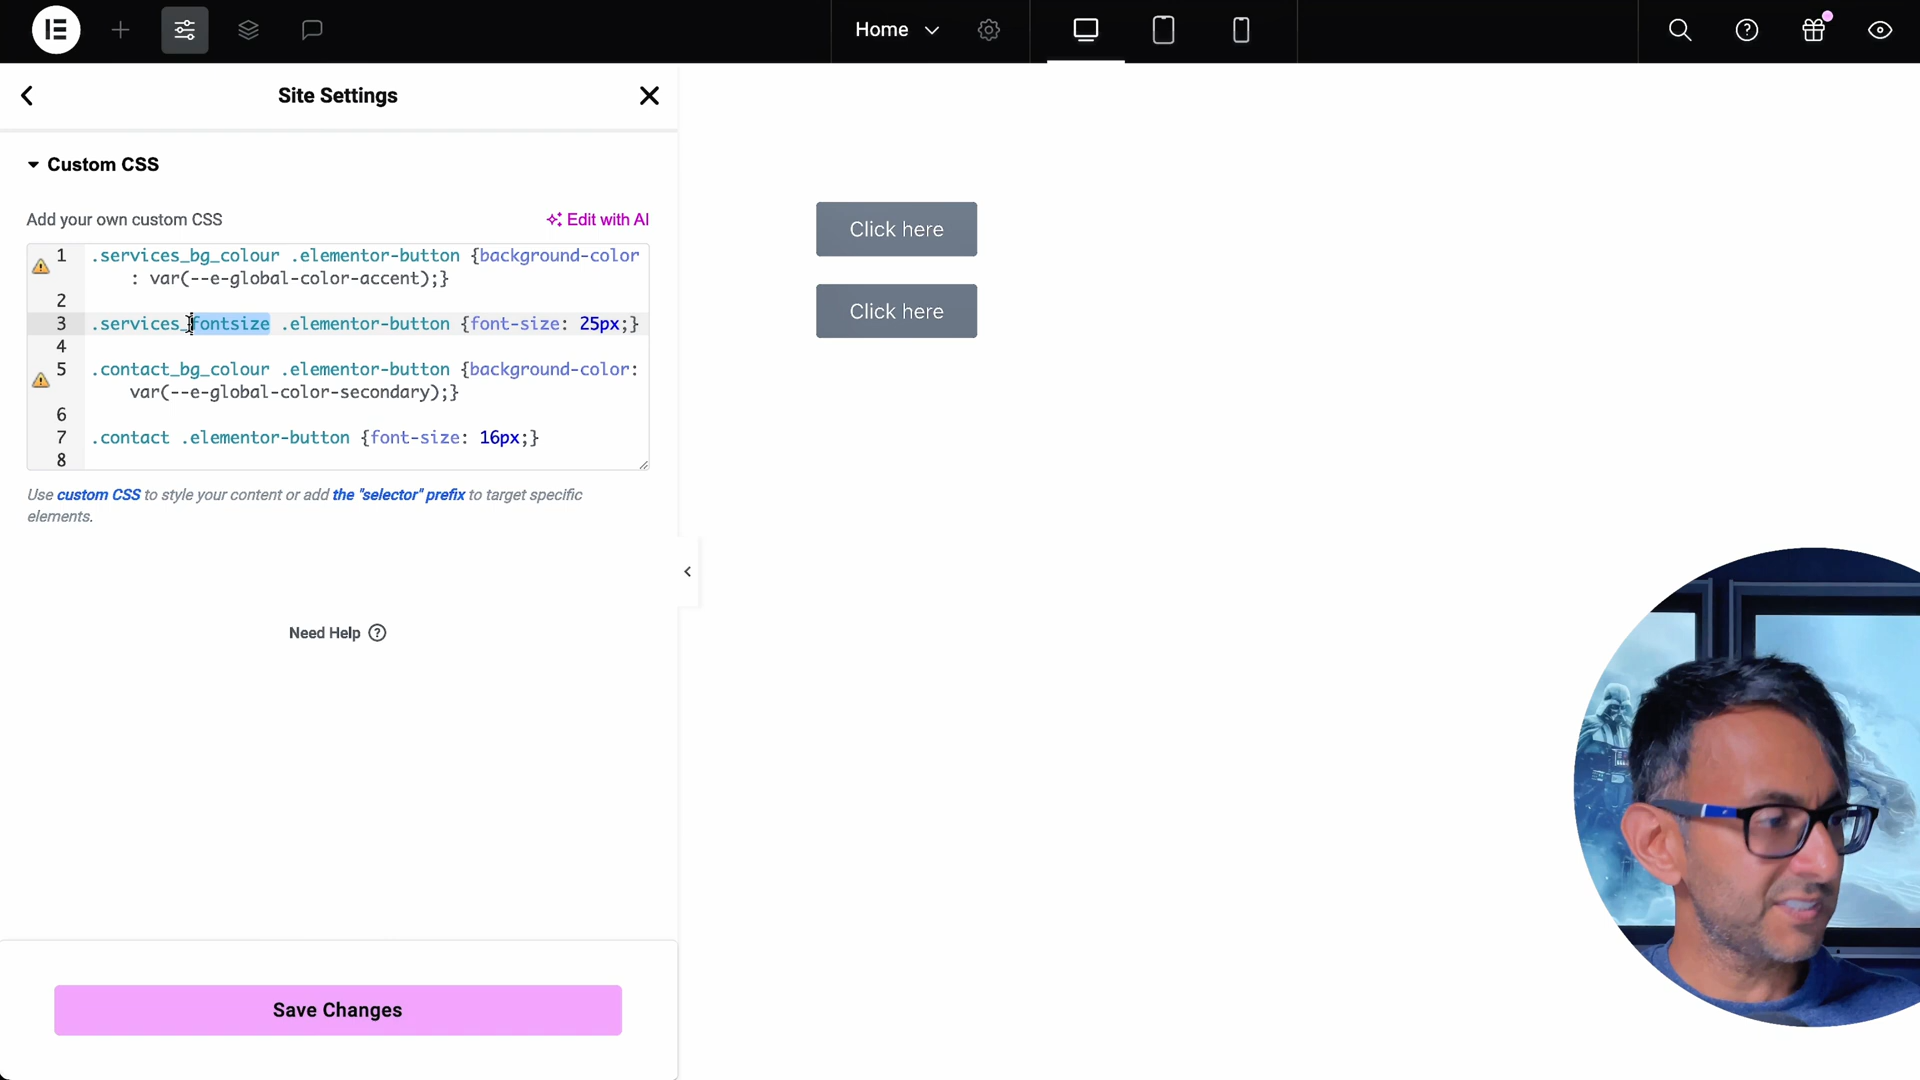 Home
Site Settings
Custom CSS
Add your own custom CSS
Edit with AI
1 .services_bg_colour .elementor-button {background-color
: var(--e-global-color-accent);}
2
3 .services_fontsize .elementor-button {font-size: 25px;}
4
5 .contact_bg_colour .elementor-button {background-color:
var(--e-global-color-secondary);}
6
7 .contact .elementor-button {font-size: 16px;}
8
Use custom CSS to style your content or add the "selector" prefix to target specific
elements.
Need Help
Save Changes
Click here
Click here